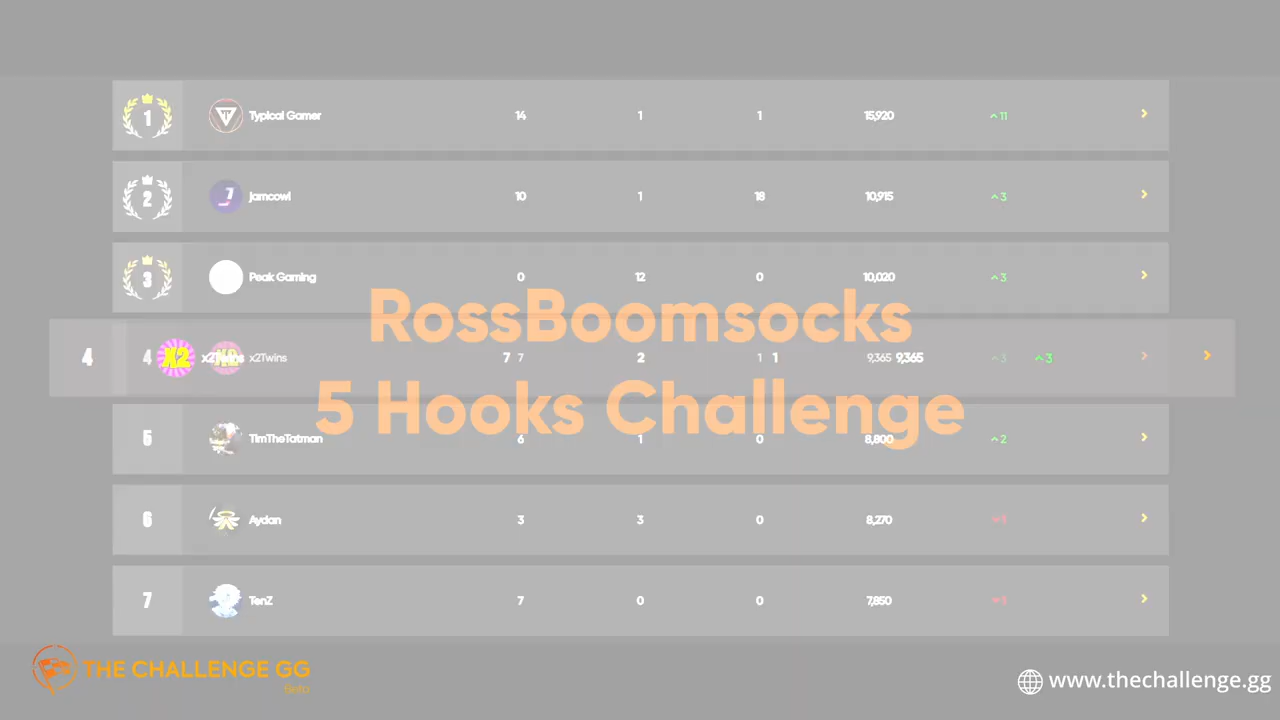 1 Typical Gamer 14 1 1 15,920 11
2 Jamcowl 10 1 18 10,915 3
3 Peak Gaming 0 12 0 10,020 3
RossBoomsocks
4 4 X2 x2Twins x2Twins 7 7 2 1 1 9,365 9,365 3 3
5 Hooks Challenge
5 TimTheTatman 6 1 0 8,800 2
6 Aydan 3 3 0 8,270
7 TenZ 7 0 0 7,850
THE CHALLENGE GG
Beta
www.thechallenge.gg